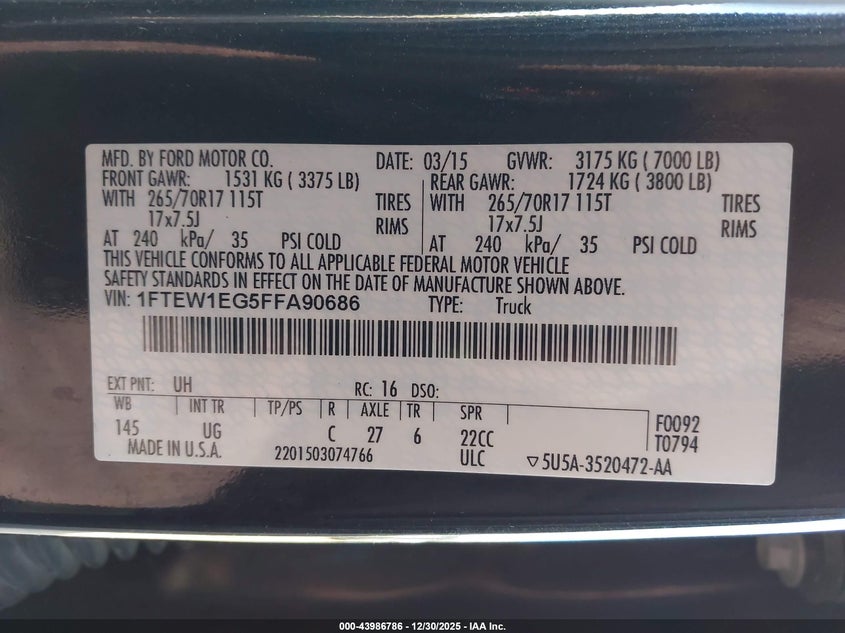 MFD. BY FORD MOTOR CO. DATE: 03/15 GVWR: 3175 KG ( 7000 LB)
FRONT GAWR: 1531 KG ( 3375 LB) REAR GAWR: 1724 KG ( 3800 LB)
WITH 265/70R17 115T TIRES WITH 265/70R17 115T TIRES
17x7.5J RIMS 17x7.5J RIMS
AT 240 kPa/ 35 PSI COLD AT 240 kPa/ 35 PSI COLD
THIS VEHICLE CONFORMS TO ALL APPLICABLE FEDERAL MOTOR VEHICLE
SAFETY STANDARDS IN EFFECT ON THE DATE OF MANUFACTURE SHOWN ABOVE.
VIN: 1FTEW1EG5FFA90686 TYPE: Truck
EXT PNT: UH RC: 16 DSO:
WB INT TR TP/PS R AXLE TR SPR
145 UG C 27 6 22CC
ULC
F0092
T0794
MADE IN U.S.A. 2201503074766 ▽5U5A-3520472-AA
000-43986786 - 12/30/2025 - IAA Inc.